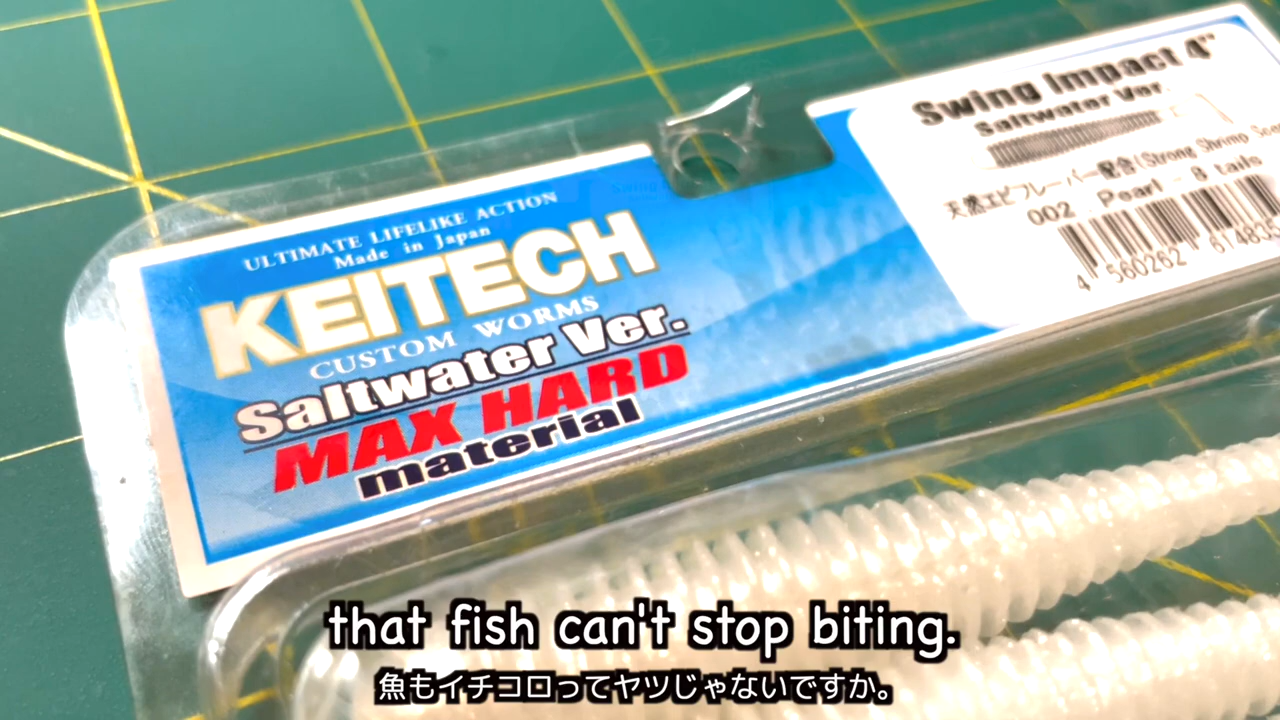 ULTIMATE LIFELIKE ACTION
Made in Japan
KEITECH
CUSTOM WORMS
Saltwater Ver.
MAX HARD
material
Swing Impact 4"
Saltwater Ver.
天然エビフレーバー配合(Strong Shrimp
002 Pearl - 8 tails
4 560262
that fish can't stop biting.
魚もイチコロってヤツじゃないですか。